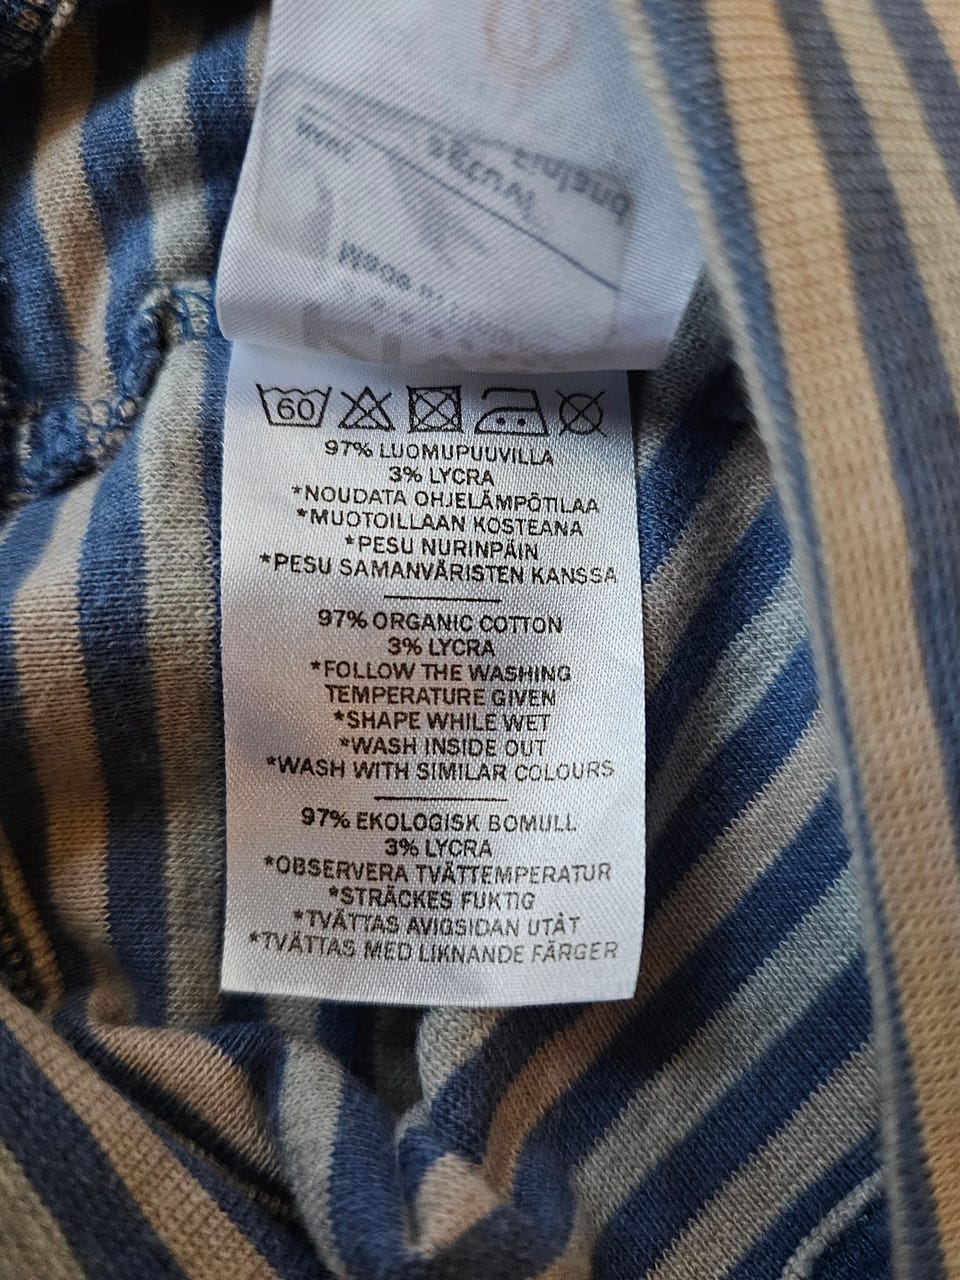 60
97% LUOMUPUUVILLA
3% LYCRA
*NOUDATA OHJELÄMPÖTILAA
*MUOTOILLAAN KOSTEANA
*PESU NURINPÄIN
*PESU SAMANVÄRISTEN KANSSA
97% ORGANIC COTTON
3% LYCRA
*FOLLOW THE WASHING
TEMPERATURE GIVEN
*SHAPE WHILE WET
*WASH INSIDE OUT
*WASH WITH SIMILAR COLOURS
97% EKOLOGISK BOMULL
3% LYCRA
*OBSERVERA TVÄTTEMPERATUR
*STRÄCKES FUKTIG
*TVÄTTAS AVIGSIDAN UTÅT
*TVÄTTAS MED LIKNANDE FÄRGER